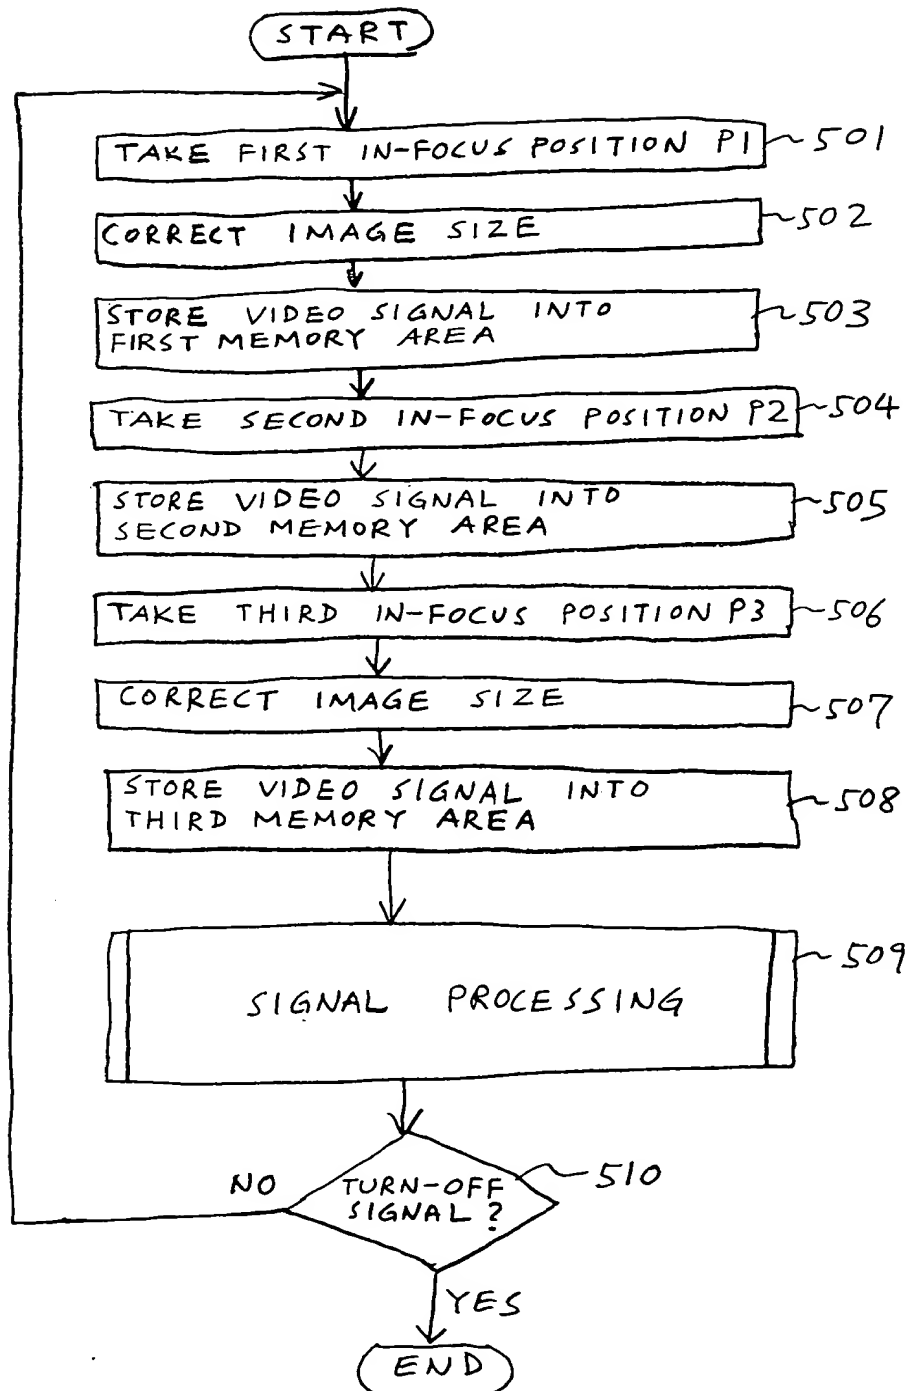 START
TAKE FIRST IN-FOCUS POSITION P1 501
CORRECT IMAGE SIZE 502
STORE VIDEO SIGNAL INTO 503
FIRST MEMORY AREA
TAKE SECOND IN-FOCUS POSITION P2 504
STORE VIDEO SIGNAL INTO 505
SECOND MEMORY AREA
TAKE THIRD IN-FOCUS POSITION P3 506
CORRECT IMAGE SIZE 507
STORE VIDEO SIGNAL INTO 508
THIRD MEMORY AREA
509
SIGNAL PROCESSING
510
NO TURN-OFF
SIGNAL?
YES
END